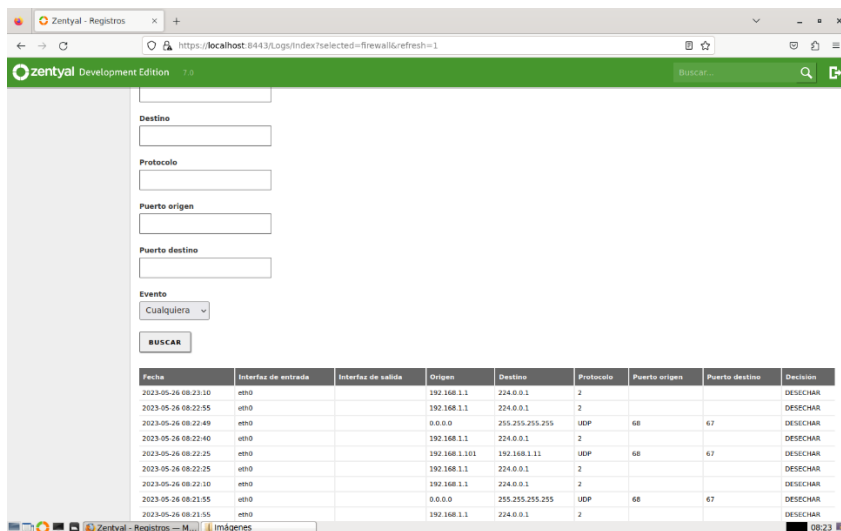 Zentyal - Registros × +
https://localhost:8443/Logs/Index?selected=firewall&refresh=1
zentyal Development Edition 7.0 Buscar...
Destino
Protocolo
Puerto origen
Puerto destino
Evento
Cualquiera
BUSCAR
Fecha Interfaz de entrada Interfaz de salida Origen Destino Protocolo Puerto origen Puerto destino Decision
2023-05-26 08:23:10 eth0 192.168.1.1 224.0.0.1 2 DESECHAR
2023-05-26 08:22:55 eth0 192.168.1.1 224.0.0.1 2 DESECHAR
2023-05-26 08:22:49 eth0 0.0.0.0 255.255.255.255 UDP 68 67 DESECHAR
2023-05-26 08:22:40 eth0 192.168.1.1 224.0.0.1 2 DESECHAR
2023-05-26 08:22:25 eth0 192.168.1.101 192.168.1.11 UDP 68 67 DESECHAR
2023-05-26 08:22:25 eth0 192.168.1.1 224.0.0.1 2 DESECHAR
2023-05-26 08:22:10 eth0 192.168.1.1 224.0.0.1 2 DESECHAR
2023-05-26 08:21:55 eth0 0.0.0.0 255.255.255.255 UDP 68 67 DESECHAR
2023-05-26 08:21:55 eth0 192.168.1.1 224.0.0.1 2 DESECHAR
Zentyal - Registros — M... Imágenes 08:23